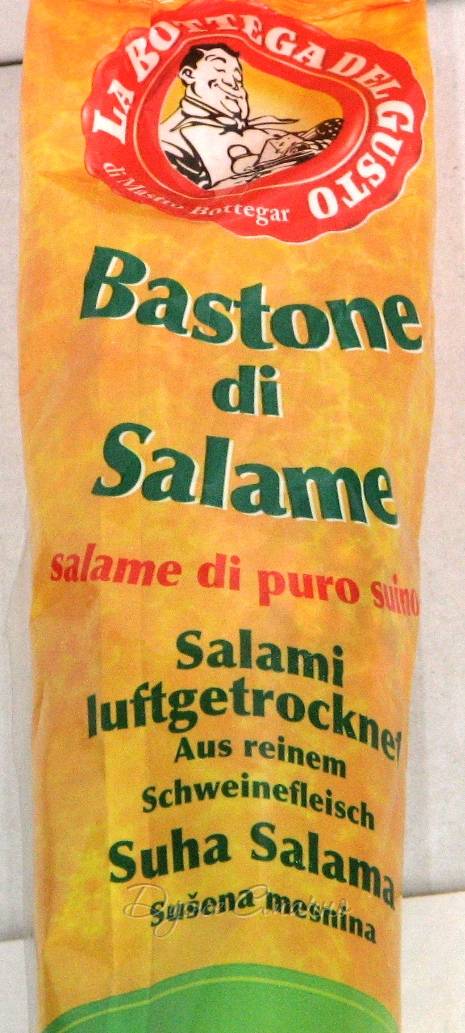 LA BOTTEGA DEL GUSTO
di Mastro Bottegar
Bastone
di
Salame
salame di puro suino
Salami
luftgetrocknet
Aus reinem
Schweinefleisch
Suha Salama
Sušena mesnina